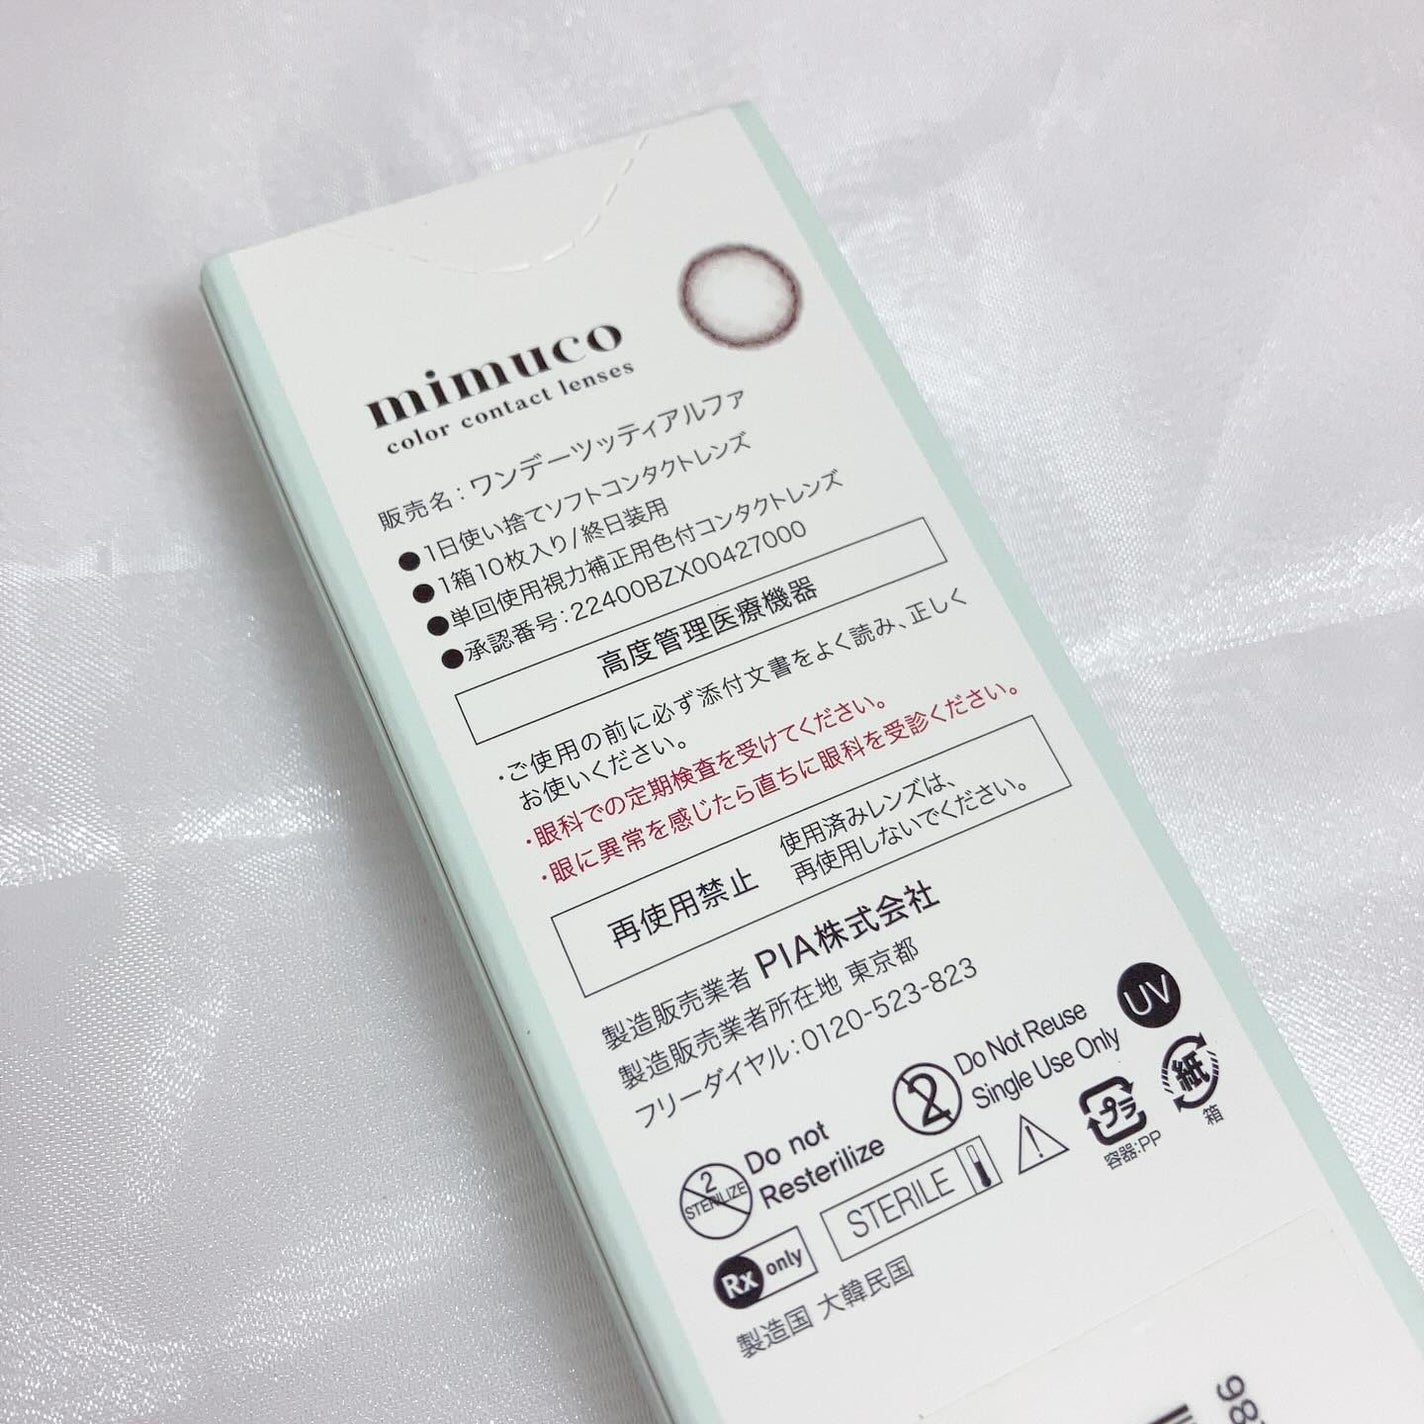 mimuco
color contact lenses
販売名：ワンデーツッティアルファ
●1日使い捨てソフトコンタクトレンズ
●1箱10枚入り/終日装用
●単回使用視力補正用色付コンタクトレンズ
●承認番号：22400BZX00427000
高度管理医療機器
・ご使用の前に必ず添付文書をよく読み、正しく
お使いください。
・眼科での定期検査を受けてください。
・眼に異常を感じたら直ちに眼科を受診ください。
再使用禁止
使用済みレンズは、
再使用しないでください。
製造販売業者 PIA株式会社
製造販売業者所在地 東京都
フリーダイヤル：0120-523-823
UV
2
Do Not Reuse
Single Use Only
紙
箱
プラ
容器:PP
2
STERILIZE
Do not
Resterilize
STERILE
Rx only
製造国 大韓民国
86